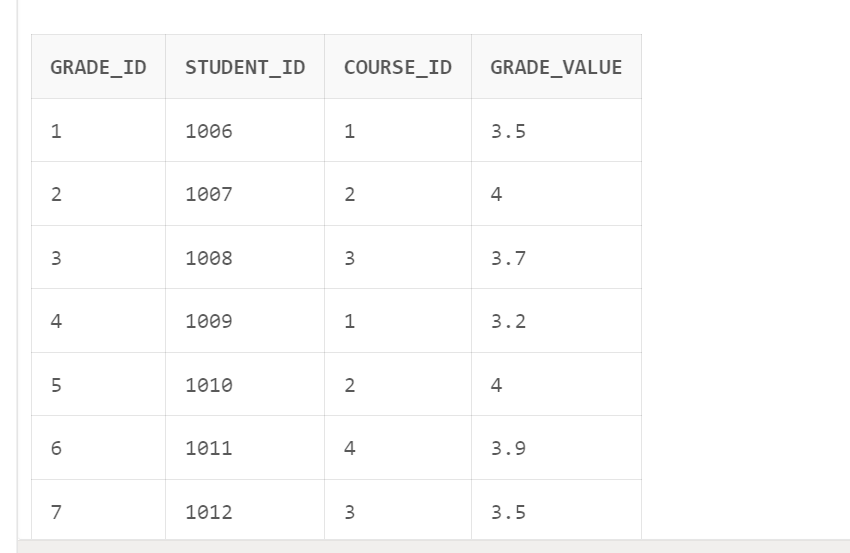 GRADE_ID STUDENT_ID COURSE_ID GRADE_VALUE
1 1006 1 3.5
2 1007 2 4
3 1008 3 3.7
4 1009 1 3.2
5 1010 2 4
6 1011 4 3.9
7 1012 3 3.5